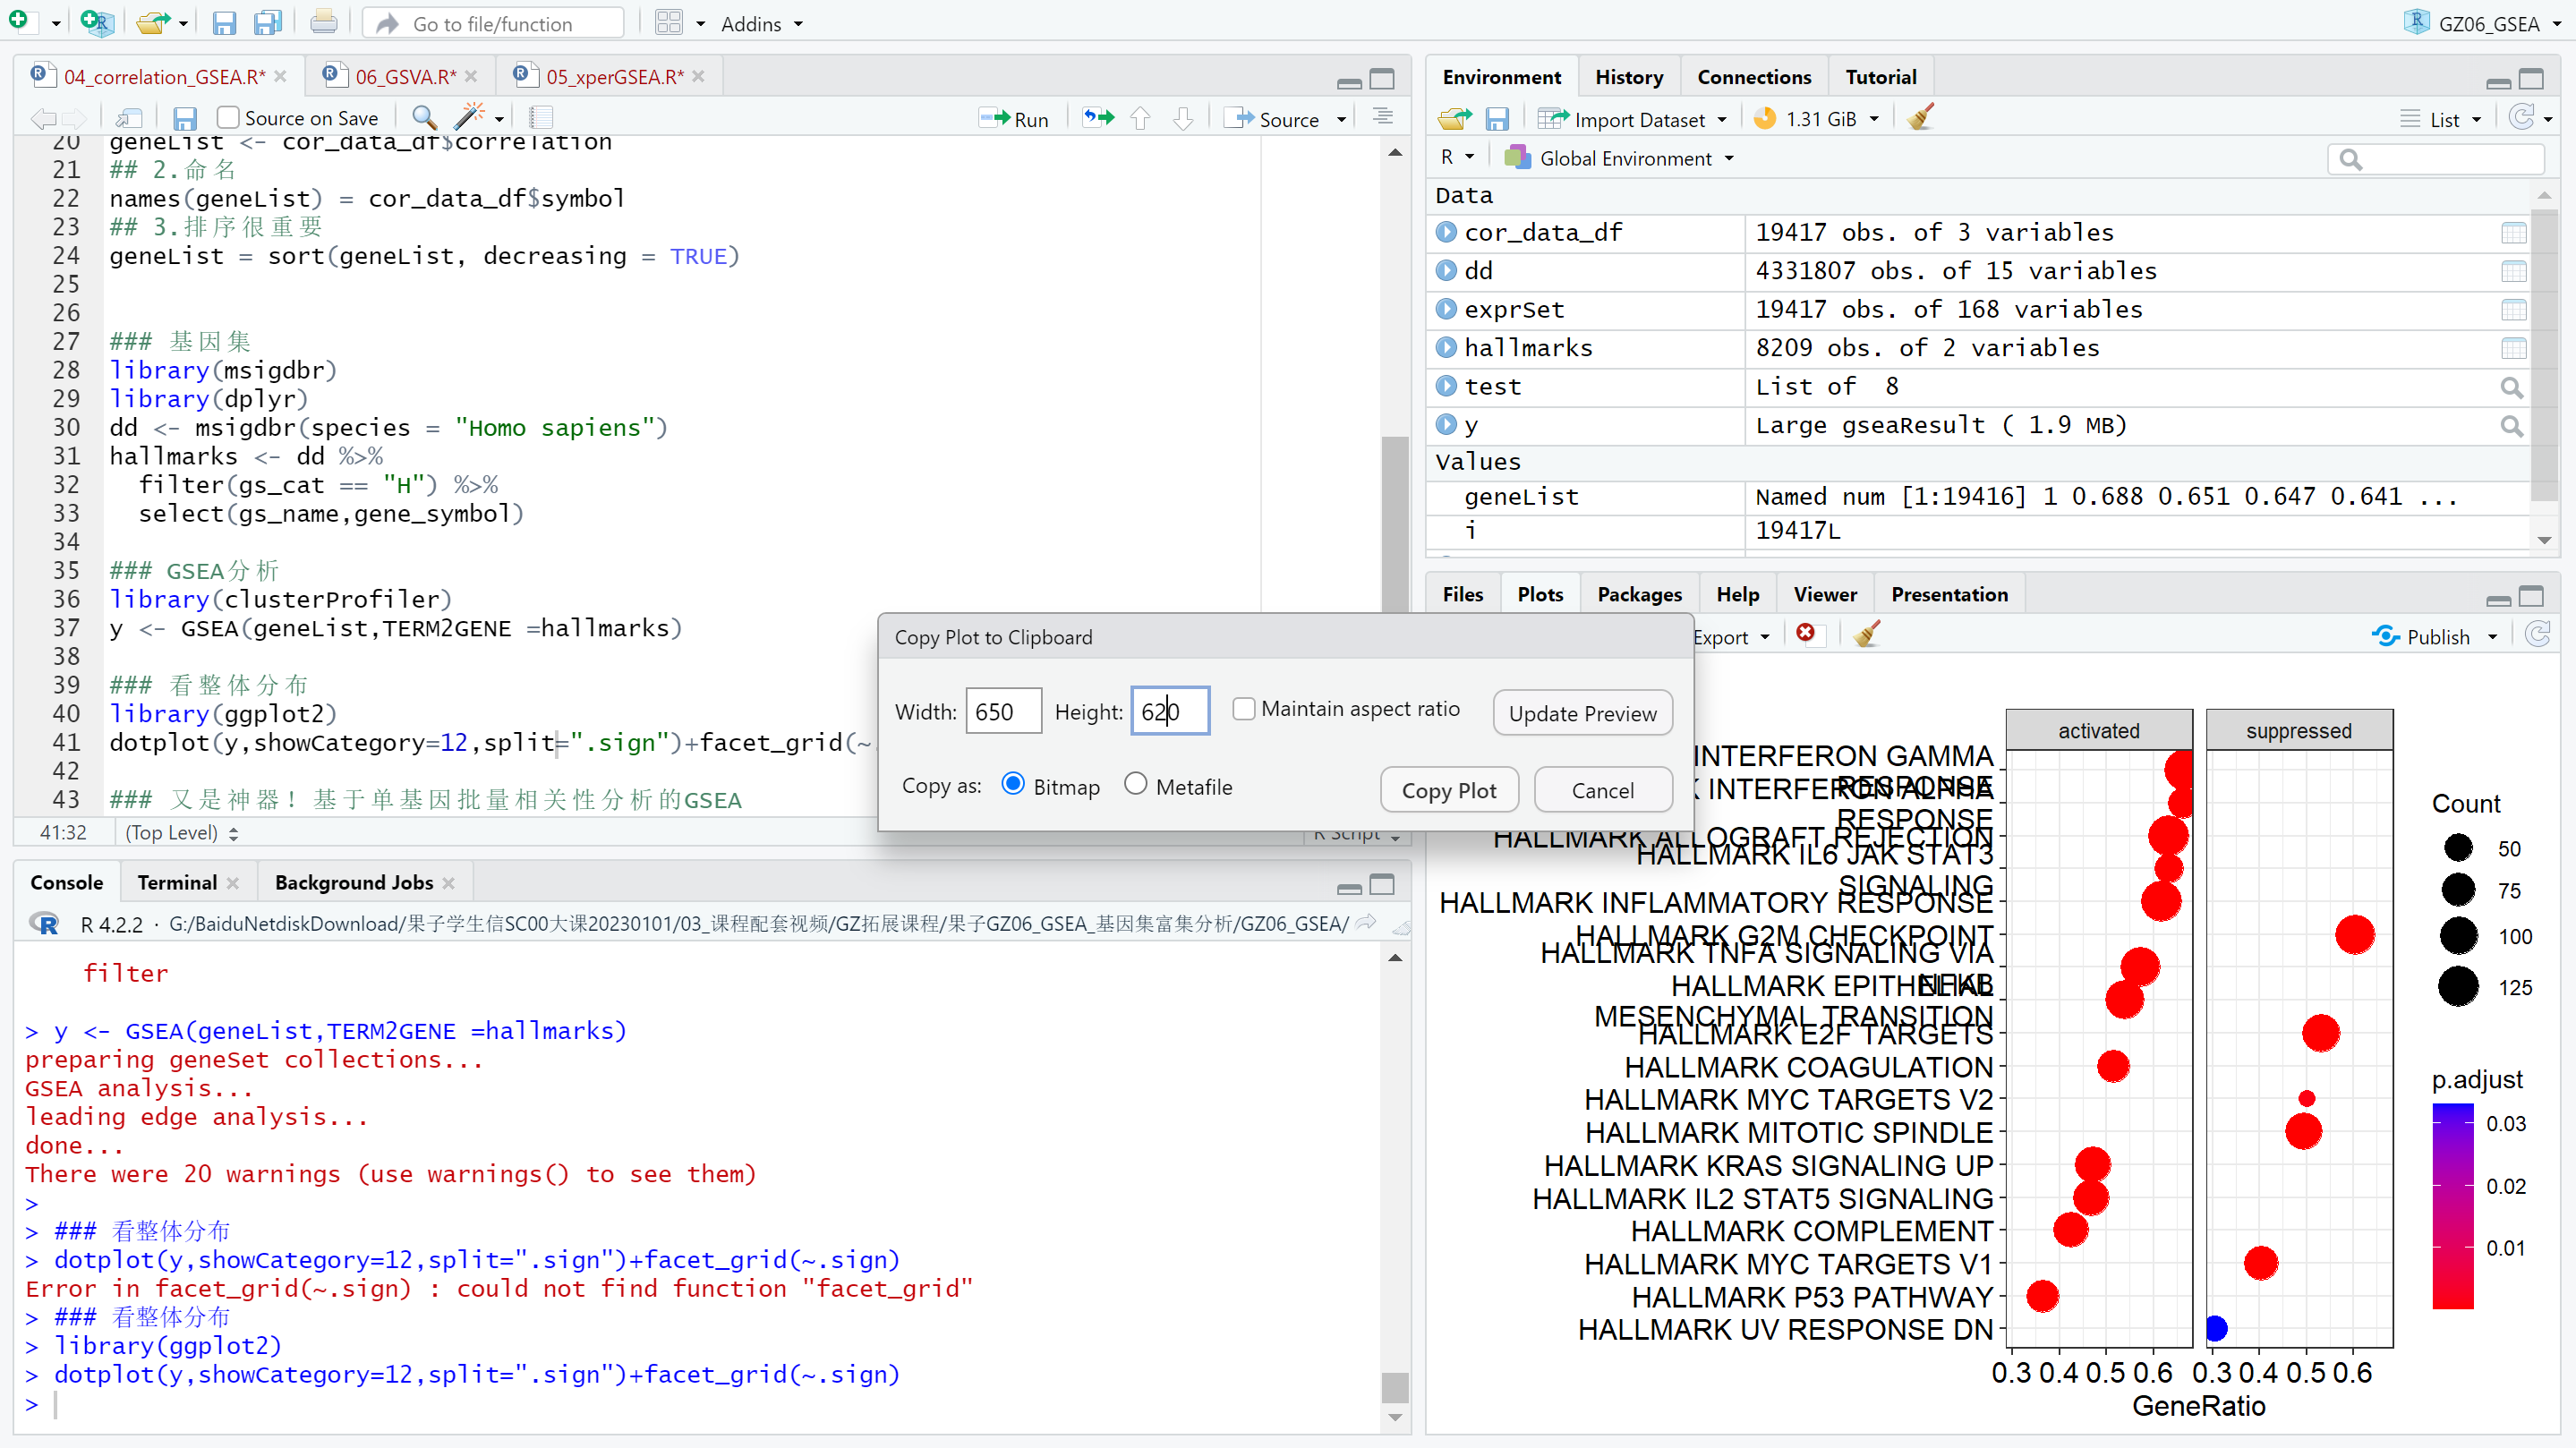 Go to file/function
Addins
GZ06_GSEA
04_correlation_GSEA.R*
06_GSVA.R*
05_xperGSEA.R*
Source on Save
Run
Source
20 geneList <- cor_data_df$correlation
21 ## 2.命名
22 names(geneList) = cor_data_df$symbol
23 ## 3.排序很重要
24 geneList = sort(geneList, decreasing = TRUE)
25
26
27 ### 基因集
28 library(msigdbr)
29 library(dplyr)
30 dd <- msigdbr(species = "Homo sapiens")
31 hallmarks <- dd %>%
32 filter(gs_cat == "H") %>%
33 select(gs_name,gene_symbol)
34
35 ### GSEA分析
36 library(clusterProfiler)
37 y <- GSEA(geneList,TERM2GENE =hallmarks)
38
39 ### 看整体分布
40 library(ggplot2)
41 dotplot(y,showCategory=12,split=".sign")+facet_grid(~
42
43 ### 又是神器！基于单基因批量相关性分析的GSEA
41:32 (Top Level) R Script
Console Terminal Background Jobs
R 4.2.2 · G:/BaiduNetdiskDownload/果子学生信SC00大课20230101/03_课程配套视频/GZ拓展课程/果子GZ06_GSEA_基因集富集分析/GZ06_GSEA/
filter
> y <- GSEA(geneList,TERM2GENE =hallmarks)
preparing geneSet collections...
GSEA analysis...
leading edge analysis...
done...
There were 20 warnings (use warnings() to see them)
>
> ### 看整体分布
> dotplot(y,showCategory=12,split=".sign")+facet_grid(~.sign)
Error in facet_grid(~.sign) : could not find function "facet_grid"
> ### 看整体分布
> library(ggplot2)
> dotplot(y,showCategory=12,split=".sign")+facet_grid(~.sign)
>
Environment History Connections Tutorial
Import Dataset 1.31 GiB List
R Global Environment
Data
cor_data_df 19417 obs. of 3 variables
dd 4331807 obs. of 15 variables
exprSet 19417 obs. of 168 variables
hallmarks 8209 obs. of 2 variables
test List of 8
y Large gseaResult ( 1.9 MB)
Values
geneList Named num [1:19416] 1 0.688 0.651 0.647 0.641 ...
i 19417L
Files Plots Packages Help Viewer Presentation
Export Publish
Copy Plot to Clipboard
Width: 650 Height: 620 Maintain aspect ratio Update Preview
Copy as: Bitmap Metafile Copy Plot Cancel
activated suppressed
INTERFERON GAMMA
RESPONSE
K INTERFERON ALPHA
RESPONSE
HALLMARK ALLOGRAFT REJECTION
HALLMARK IL6 JAK STAT3
SIGNALING
HALLMARK INFLAMMATORY RESPONSE
HALLMARK G2M CHECKPOINT
HALLMARK TNFA SIGNALING VIA
NFKB
HALLMARK EPITHELIAL
MESENCHYMAL TRANSITION
HALLMARK E2F TARGETS
HALLMARK COAGULATION
HALLMARK MYC TARGETS V2
HALLMARK MITOTIC SPINDLE
HALLMARK KRAS SIGNALING UP
HALLMARK IL2 STAT5 SIGNALING
HALLMARK COMPLEMENT
HALLMARK MYC TARGETS V1
HALLMARK P53 PATHWAY
HALLMARK UV RESPONSE DN
0.3 0.4 0.5 0.6 0.3 0.4 0.5 0.6
GeneRatio
Count
50
75
100
125
p.adjust
0.03
0.02
0.01